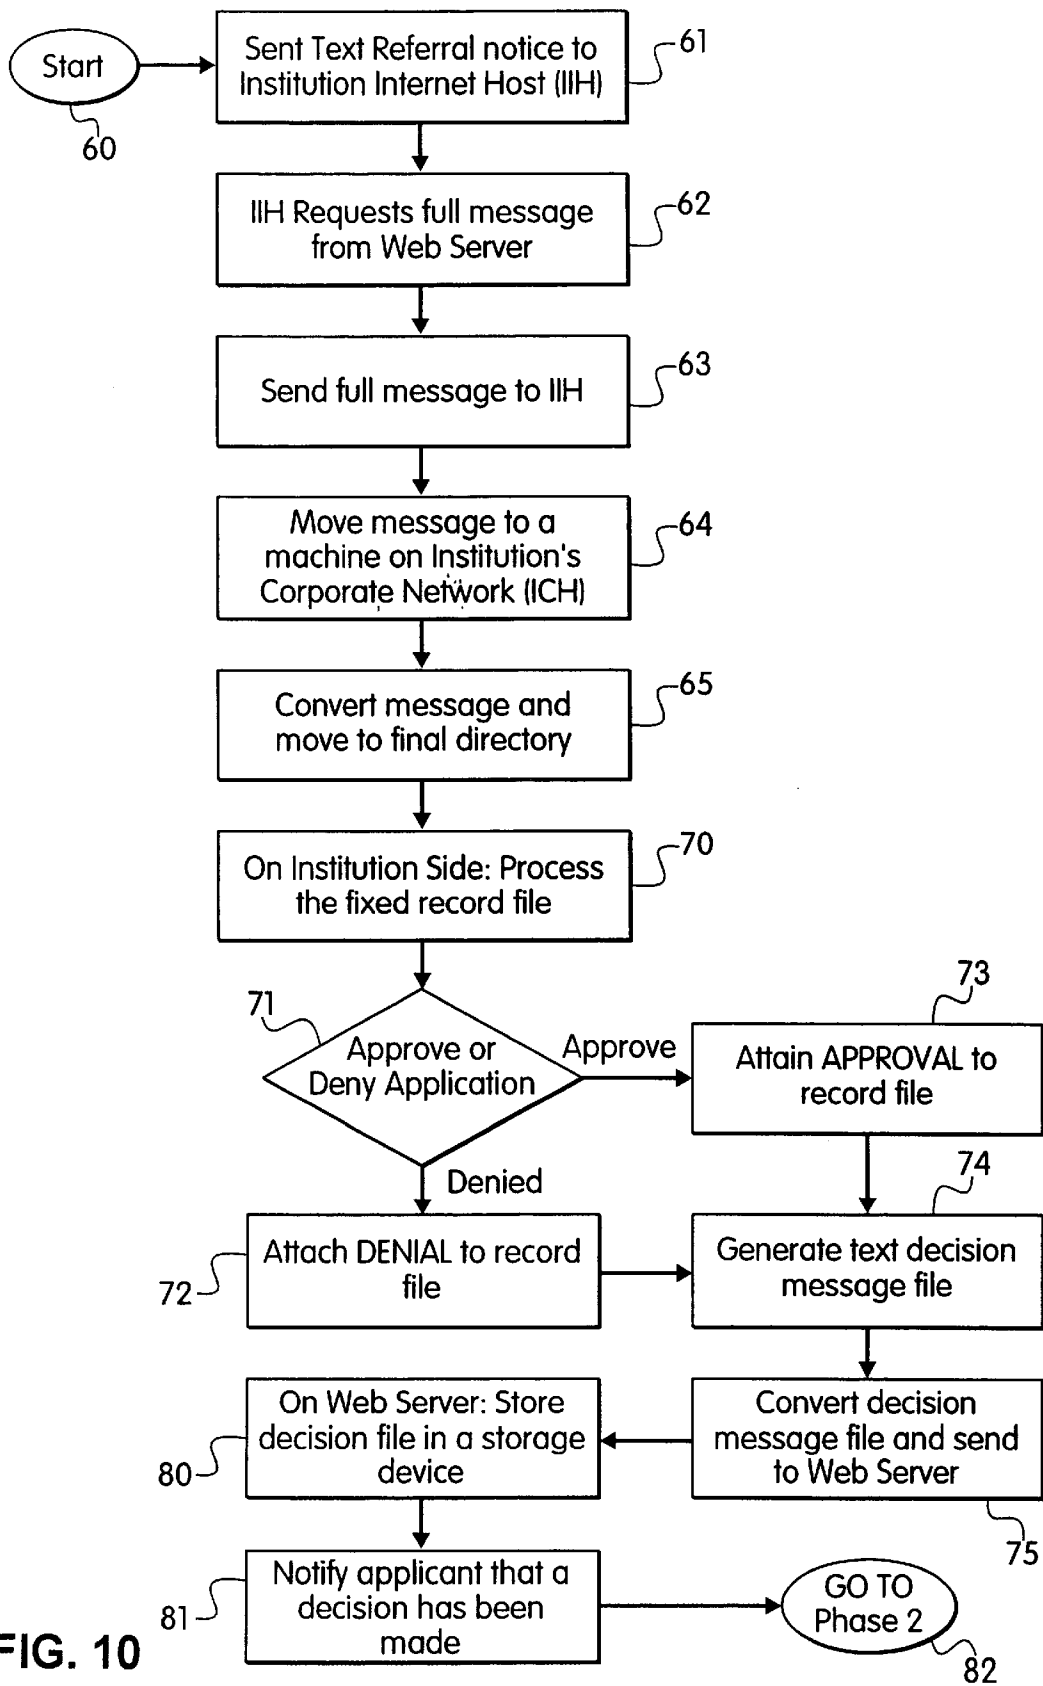 Start
60
Sent Text Referral notice to
Institution Internet Host (IIH)
61
IIH Requests full message
from Web Server
62
Send full message to IIH
63
Move message to a
machine on Institution's
Corporate Network (ICH)
64
Convert message and
move to final directory
65
On Institution Side: Process
the fixed record file
70
71
Approve or
Deny Application
Approve
Denied
73
Attain APPROVAL to
record file
72
Attach DENIAL to record
file
74
Generate text decision
message file
Convert decision
message file and send
to Web Server
75
On Web Server: Store
decision file in a storage
device
80
Notify applicant that a
decision has been
made
81
GO TO
Phase 2
82
FIG. 10